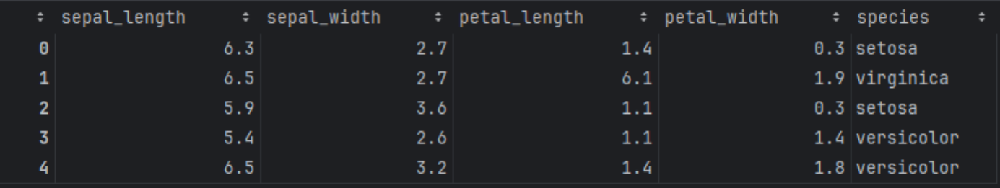 sepal_length sepal_width petal_length petal_width species
0 6.3 2.7 1.4 0.3 setosa
1 6.5 2.7 6.1 1.9 virginica
2 5.9 3.6 1.1 0.3 setosa
3 5.4 2.6 1.1 1.4 versicolor
4 6.5 3.2 1.4 1.8 versicolor